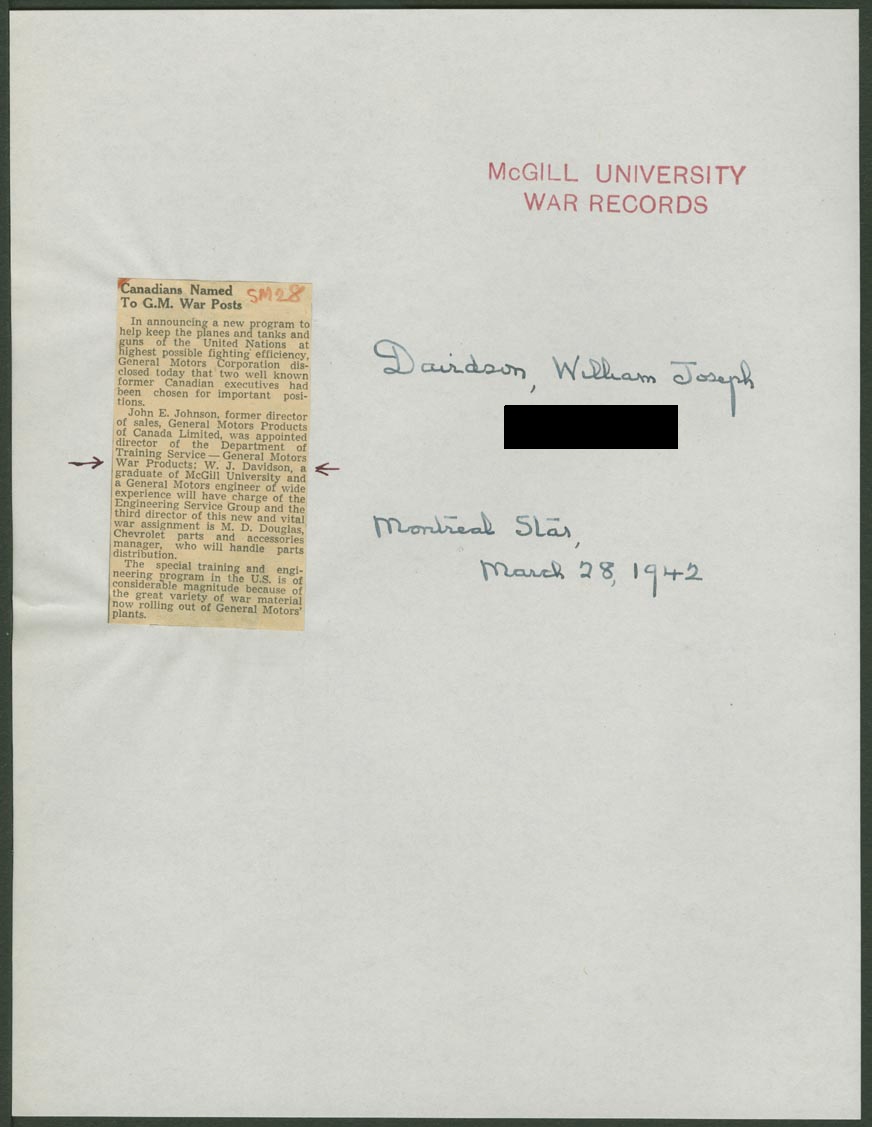 McGILL UNIVERSITY
WAR RECORDS
Canadians Named
To G.M. War Posts
SM28
In announcing a new program to
help keep the planes and tanks and
guns of the United Nations at
highest possible fighting efficiency,
General Motors Corporation dis-
closed today that two well known
former Canadian executives had
been chosen for important posi-
tions.
John E. Johnson, former director
of sales, General Motors Products
of Canada Limited, was appointed
director of the Department of
Training Service—General Motors
War Products; W. J. Davidson, a
graduate of McGill University and
a General Motors engineer of wide
experience will have charge of the
Engineering Service Group and the
third director of this new and vital
war assignment is M. D. Douglas,
Chevrolet parts and accessories
manager, who will handle parts
distribution.
The special training and engi-
neering program in the U.S. is of
considerable magnitude because of
the great variety of war material
now rolling out of General Motors'
plants.
Davidson, William Joseph
Montreal Star,
March 28, 1942